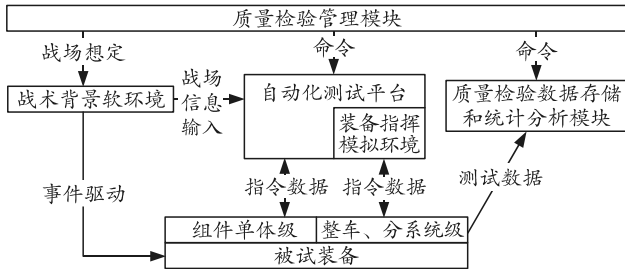 质量检验管理模块
战场想定
命令
命令
战术背景软环境
战场
信息
输入
自动化测试平台
装备指挥
模拟环境
质量检验数据存储
和统计分析模块
事件驱动
指令数据
指令数据
测试数据
组件单体级
整车、分系统级
被试装备